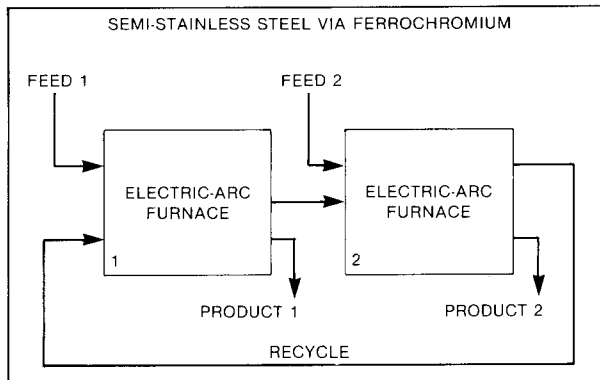 SEMI-STAINLESS STEEL VIA FERROCHROMIUM
FEED 1
FEED 2
ELECTRIC-ARC
FURNACE
1
ELECTRIC-ARC
FURNACE
2
PRODUCT 1
PRODUCT 2
RECYCLE